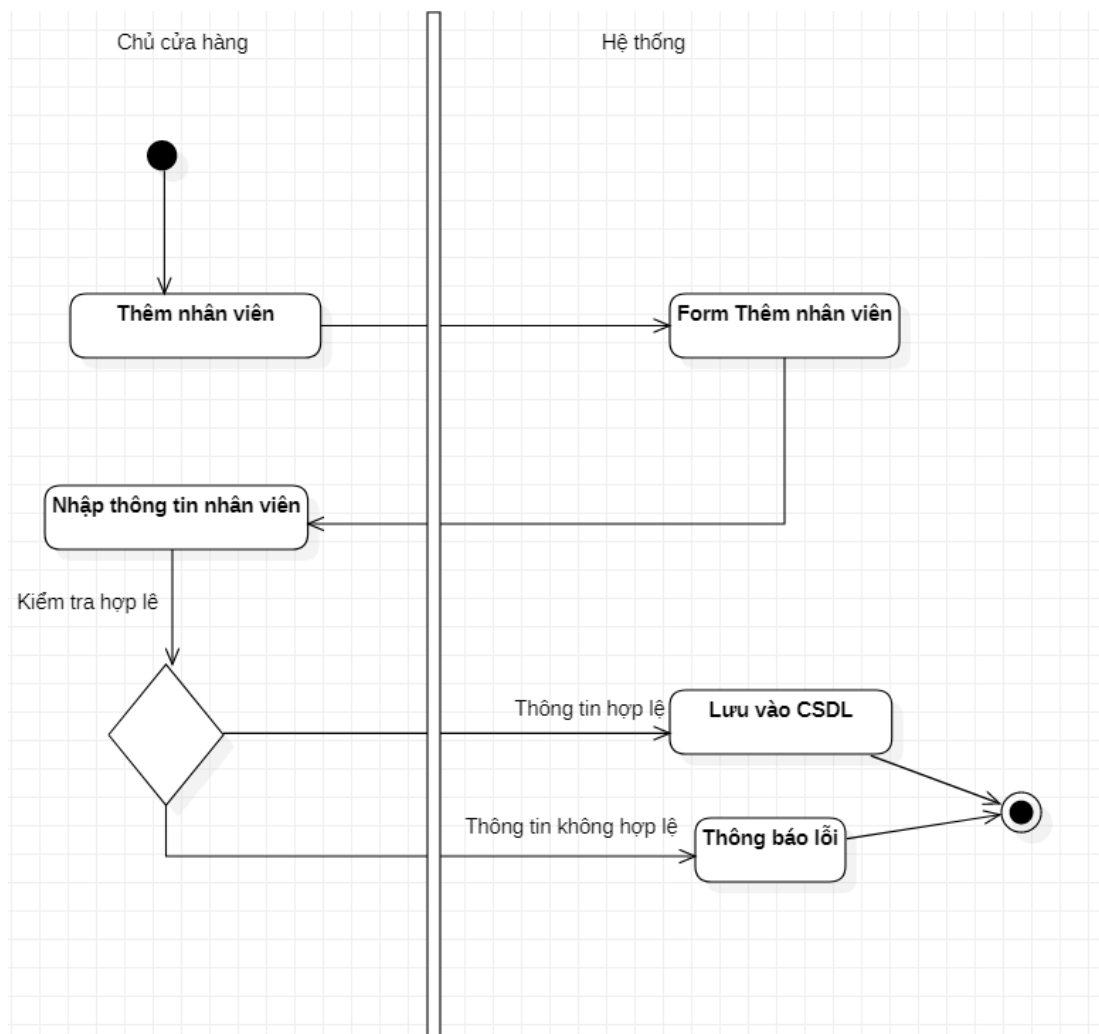 Chủ cửa hàng
Hệ thống
Thêm nhân viên
Form Thêm nhân viên
Nhập thông tin nhân viên
Kiểm tra hợp lê
Thông tin hợp lệ
Lưu vào CSDL
Thông tin không hợp lệ
Thông báo lỗi